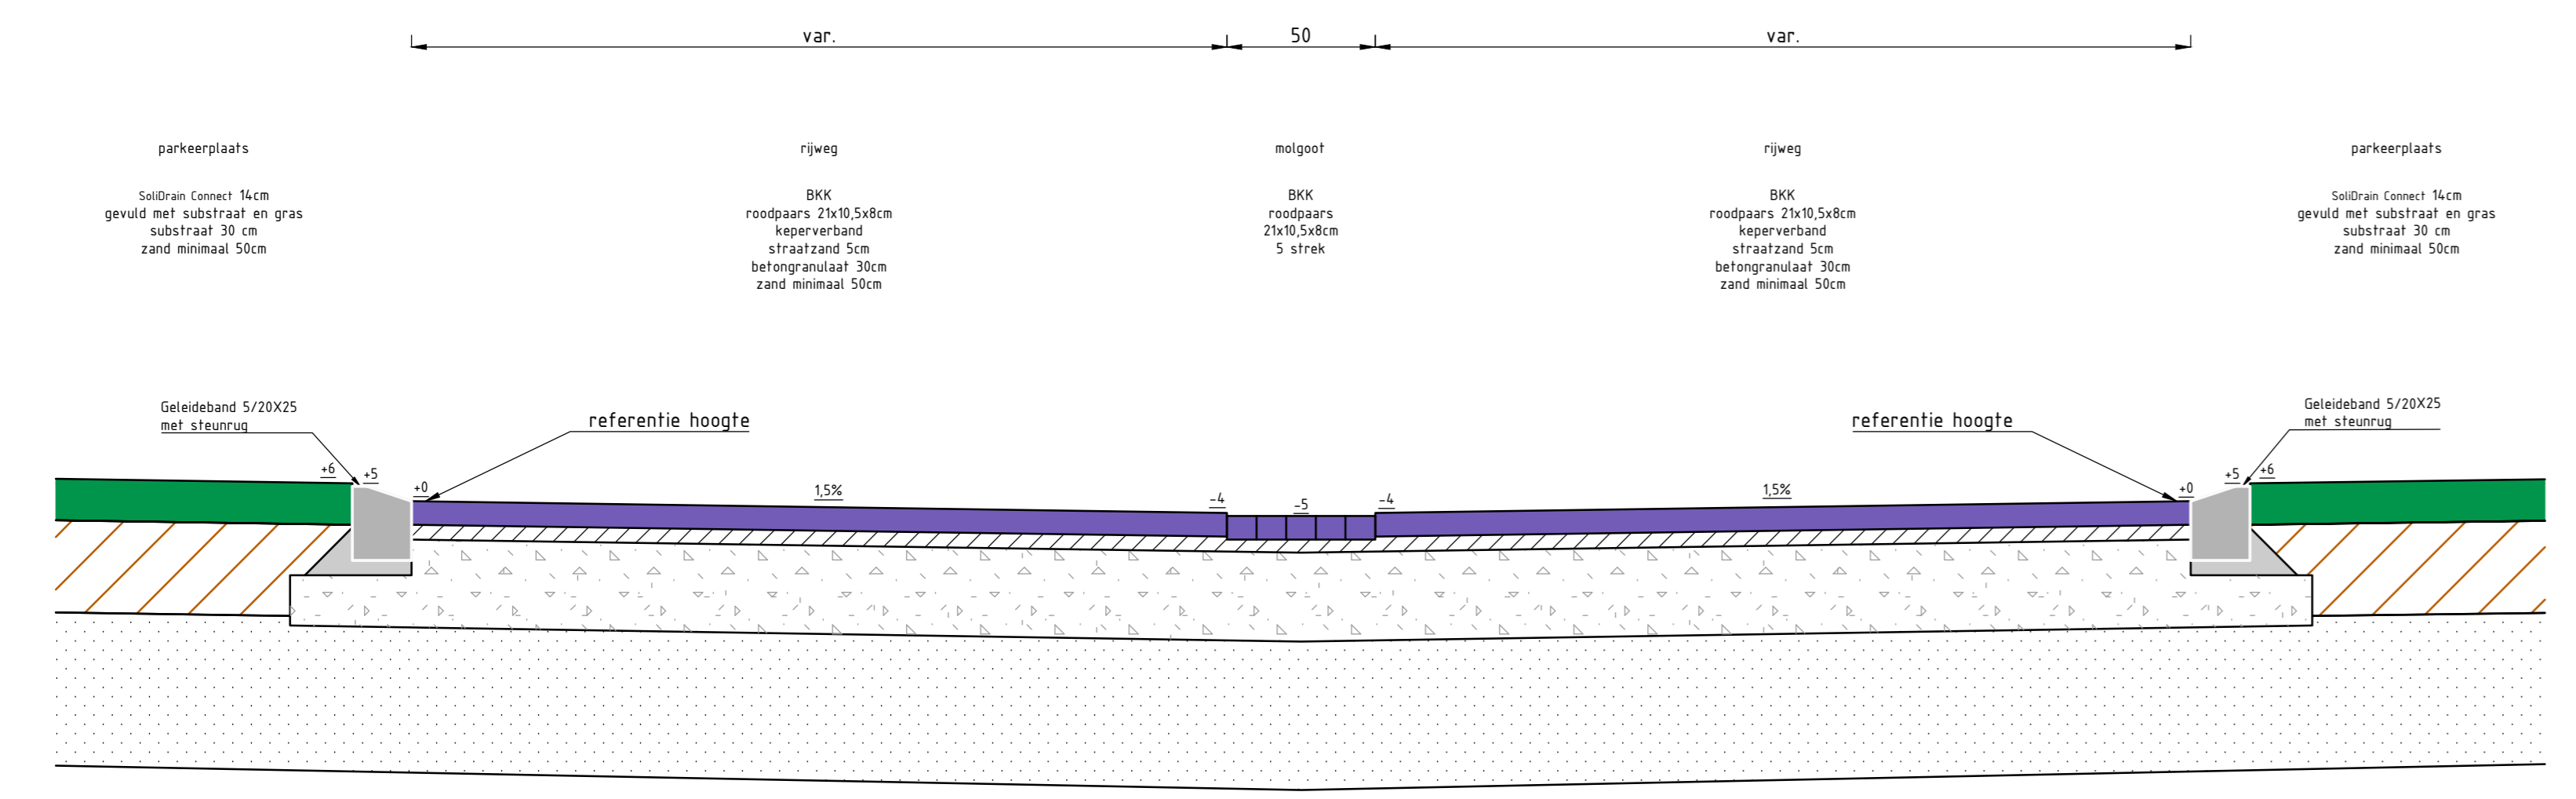 var.
50
var.
parkeerplaats
rijweg
molgoot
rijweg
parkeerplaats
SoliDrain Connect 14cm
gevuld met substraat en gras
substraat 30 cm
zand minimaal 50cm
BKK
roodpaars 21x10,5x8cm
keperverband
straatzand 5cm
betongranulaat 30cm
zand minimaal 50cm
BKK
roodpaars
21x10,5x8cm
5 strek
BKK
roodpaars 21x10,5x8cm
keperverband
straatzand 5cm
betongranulaat 30cm
zand minimaal 50cm
SoliDrain Connect 14cm
gevuld met substraat en gras
substraat 30 cm
zand minimaal 50cm
Geleideband 5/20X25
met steunrug
referentie hoogte
referentie hoogte
Geleideband 5/20X25
met steunrug
+6
+5
+0
1,5%
-4
-5
-4
1,5%
+0
+5
+6